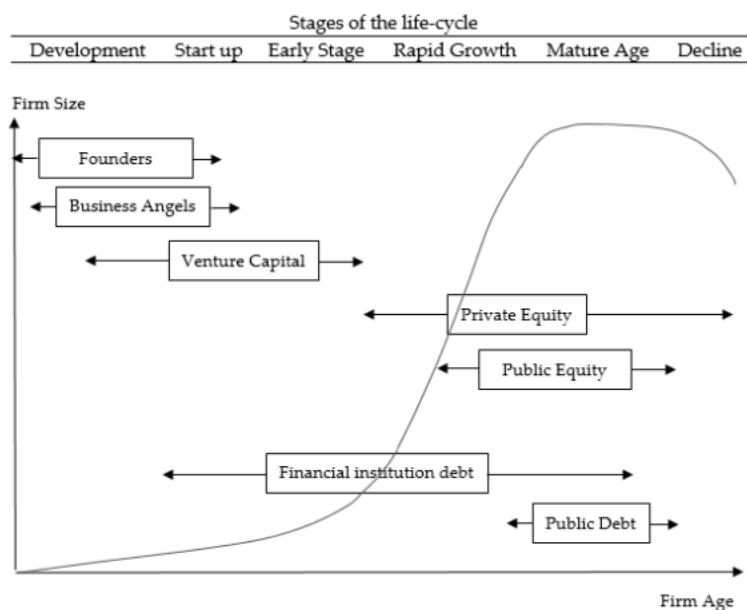 Stages of the life-cycle
Development Start up Early Stage Rapid Growth Mature Age Decline
Firm Size
Founders
Business Angels
Venture Capital
Private Equity
Public Equity
Financial institution debt
Public Debt
Firm Age